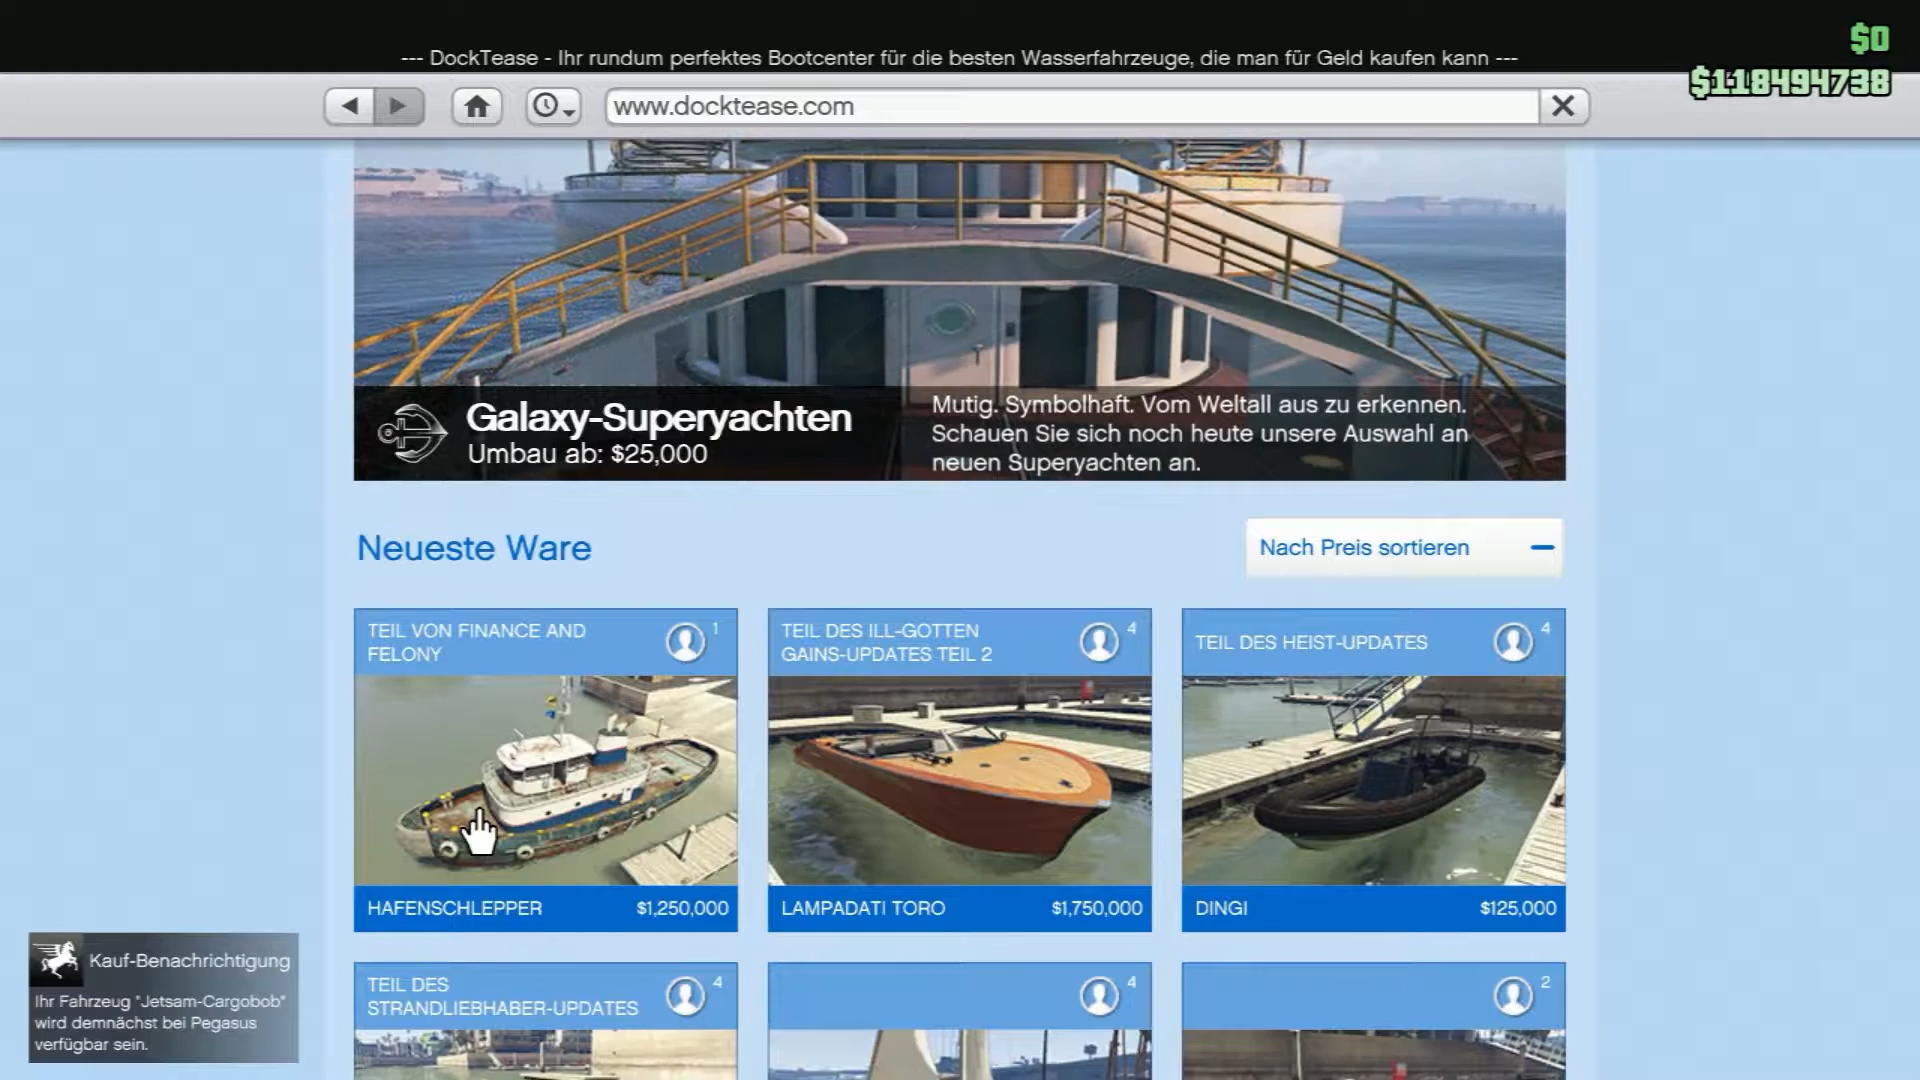 $0
--- DockTease - Ihr rundum perfektes Bootcenter für die besten Wasserfahrzeuge, die man für Geld kaufen kann ---
$118494738
www.docktease.com
Galaxy-Superyachten
Umbau ab: $25,000
Mutig. Symbolhaft. Vom Weltall aus zu erkennen.
Schauen Sie sich noch heute unsere Auswahl an
neuen Superyachten an.
Neueste Ware
Nach Preis sortieren
TEIL VON FINANCE AND
FELONY
1
TEIL DES ILL-GOTTEN
GAINS-UPDATES TEIL 2
4
TEIL DES HEIST-UPDATES
4
HAFENSCHLEPPER $1,250,000
LAMPADATI TORO $1,750,000
DINGI $125,000
Kauf-Benachrichtigung
Ihr Fahrzeug "Jetsam-Cargobob"
wird demnächst bei Pegasus
verfügbar sein.
TEIL DES
STRANDLIEBHABER-UPDATES
4
4
2